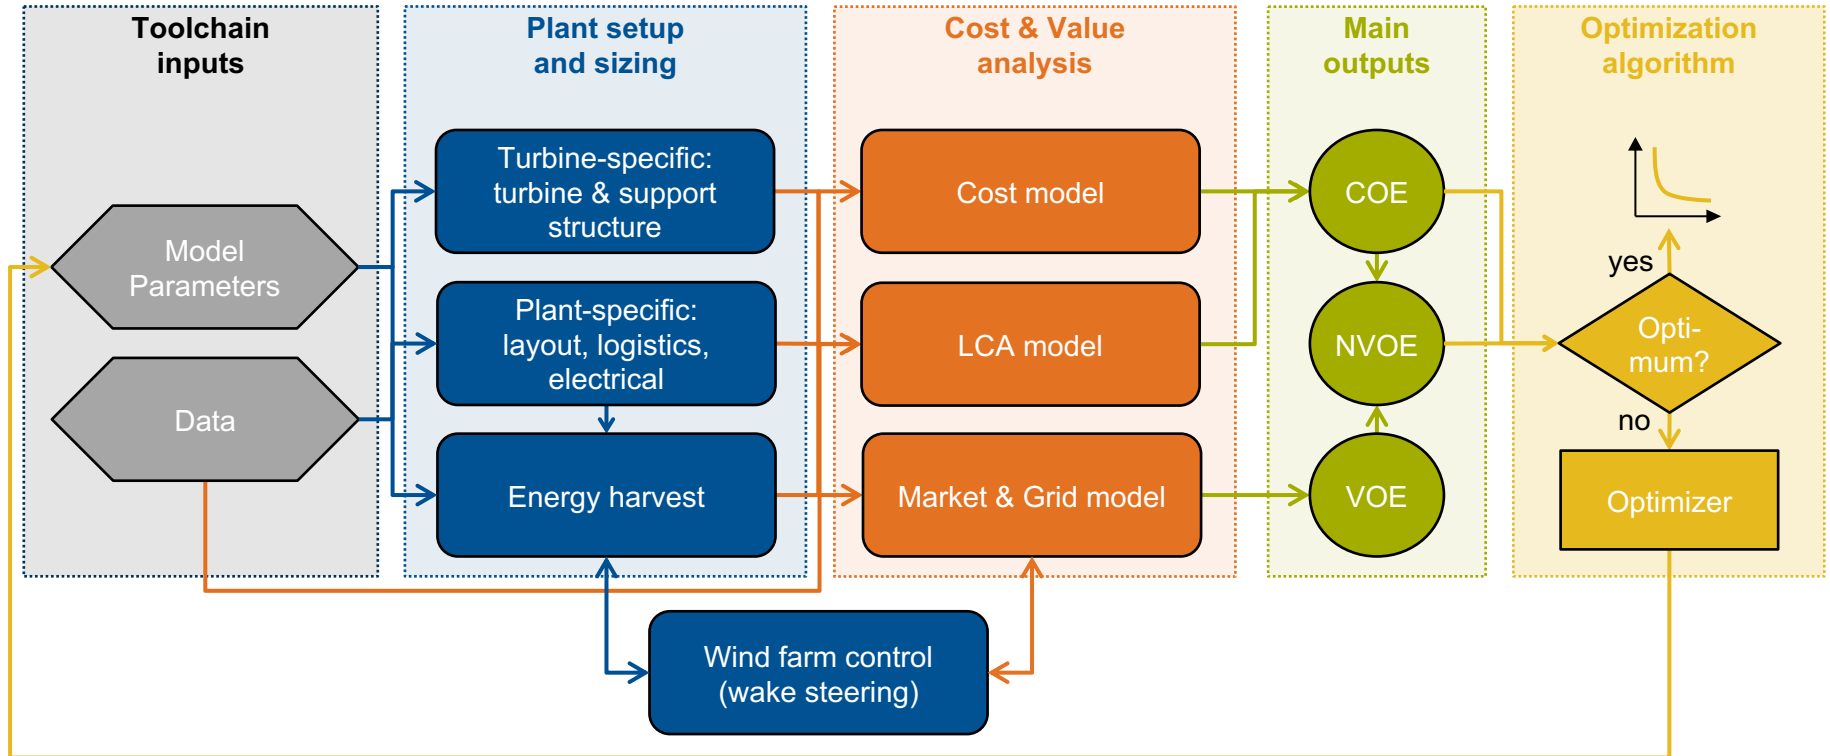 Toolchain
inputs
Plant setup
and sizing
Cost & Value
analysis
Main
outputs
Optimization
algorithm
Model
Parameters
Data
Turbine-specific:
turbine & support
structure
Plant-specific:
layout, logistics,
electrical
Energy harvest
Wind farm control
(wake steering)
Cost model
LCA model
Market & Grid model
COE
NVOE
VOE
yes
Opti-
mum?
no
Optimizer